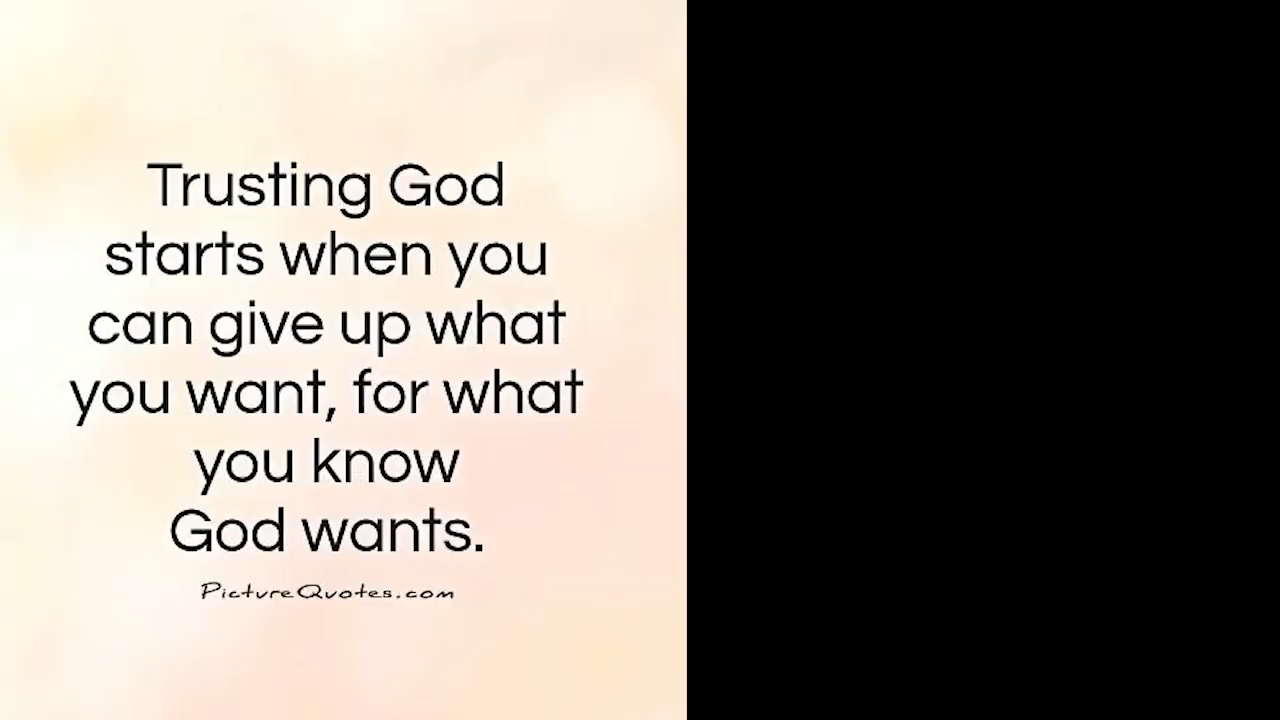 Trusting God
starts when you
can give up what
you want, for what
you know
God wants.
PictureQuotes.com